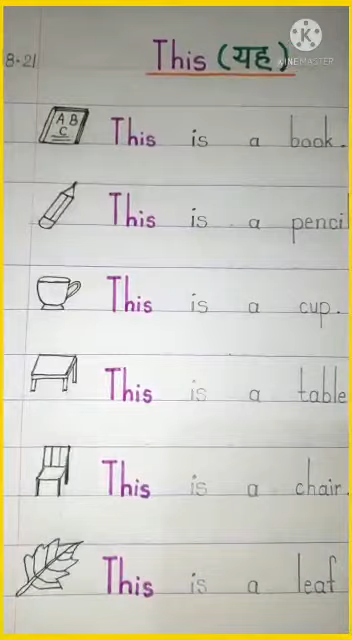 8-21
This (यह)
KINEMASTER
This is a book.
This is a pencil
This is a cup.
This is a table
This is a chair.
This is a leaf
A B
C
K